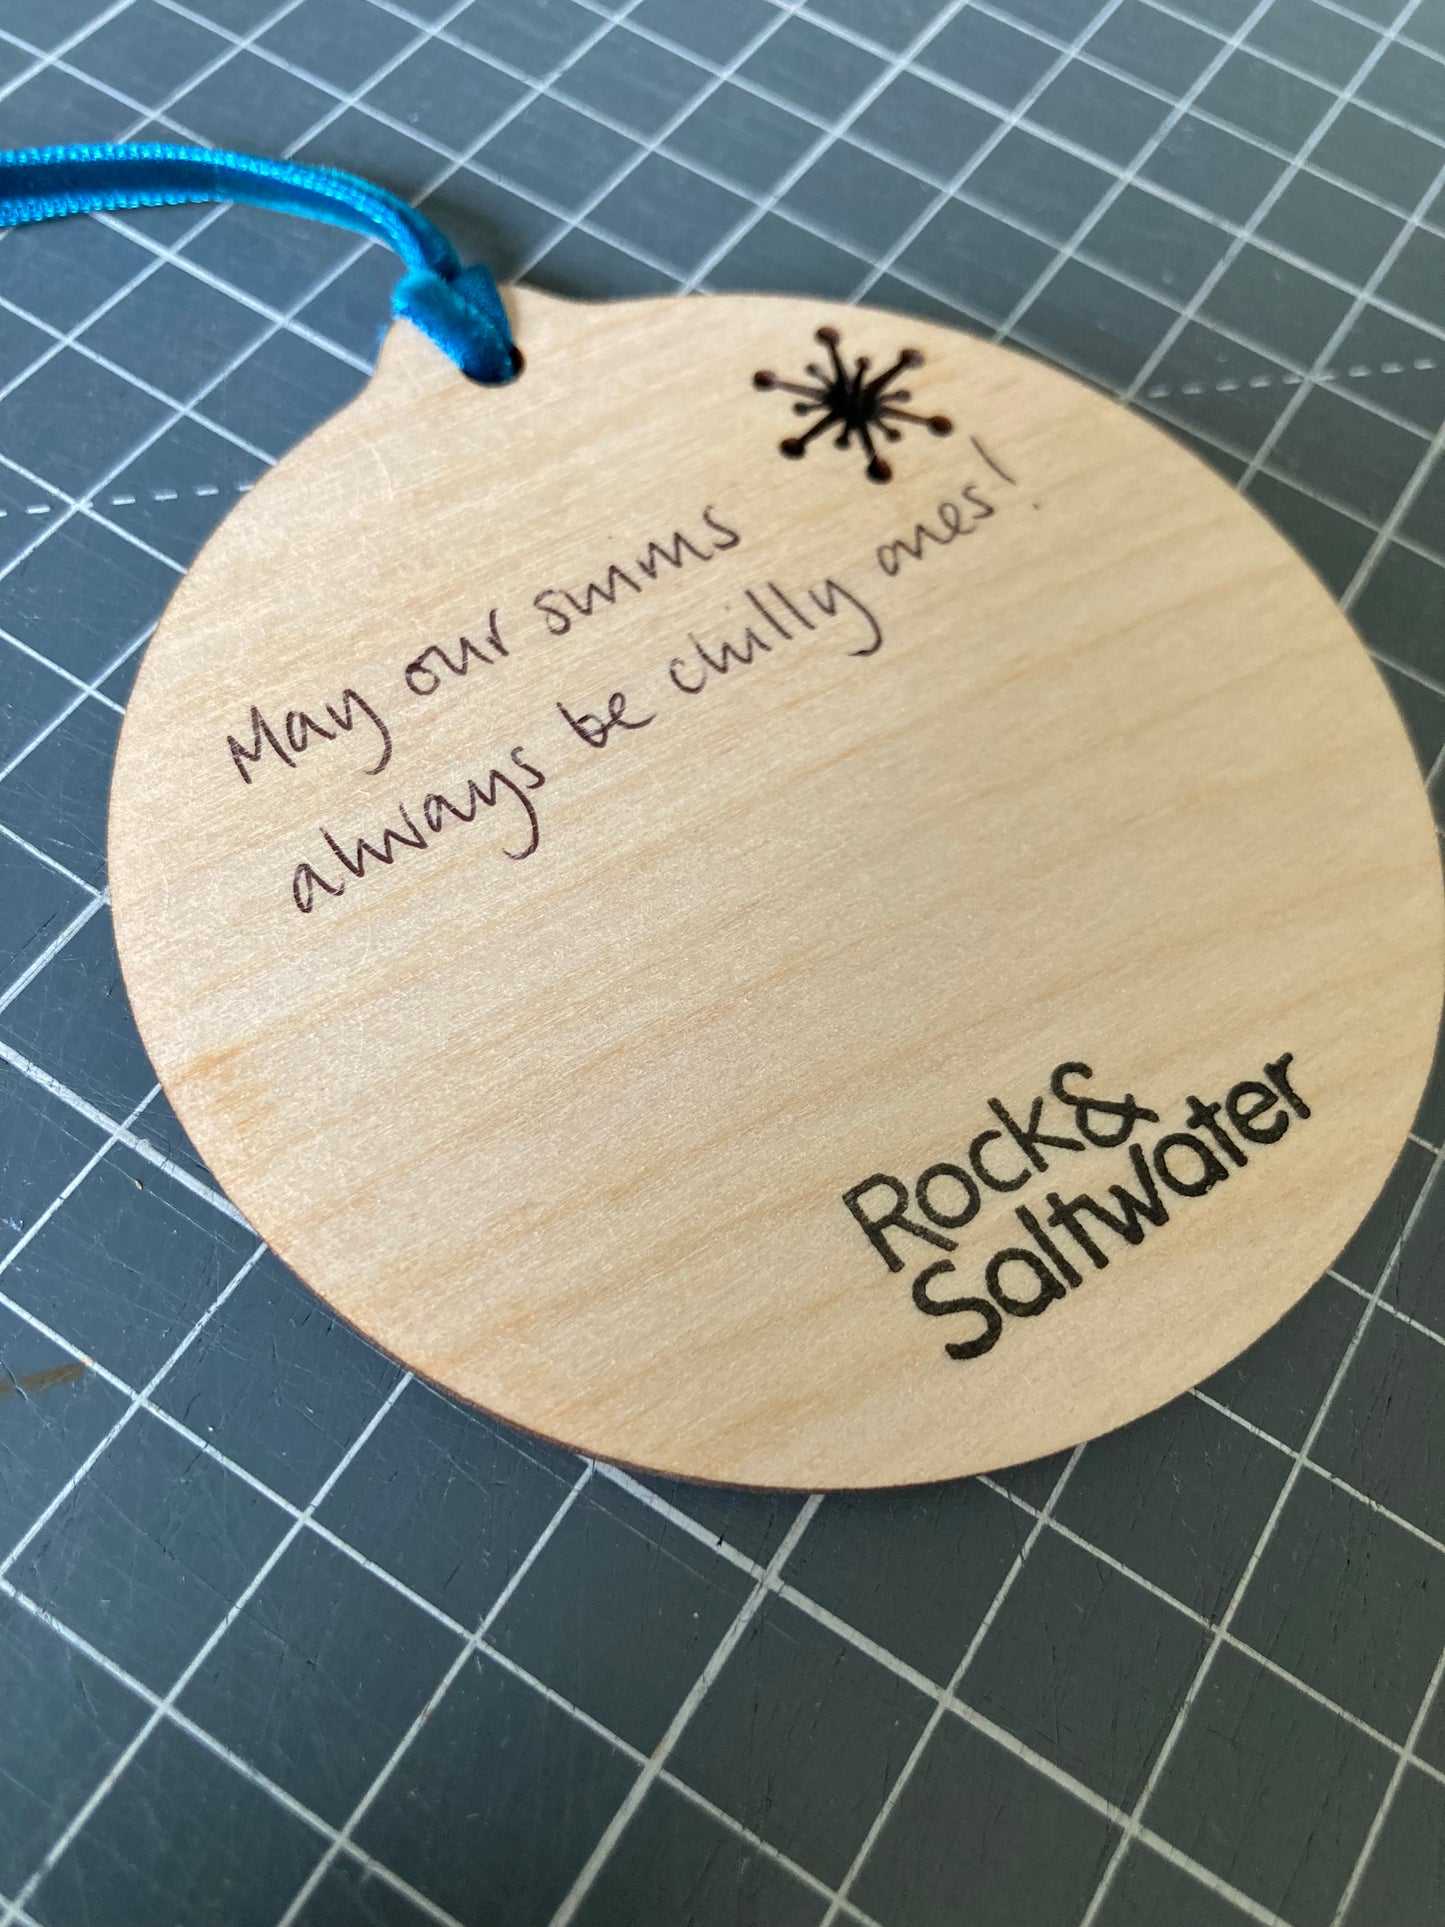 May our swims
always be chilly ones!
Rock&
Saltwater